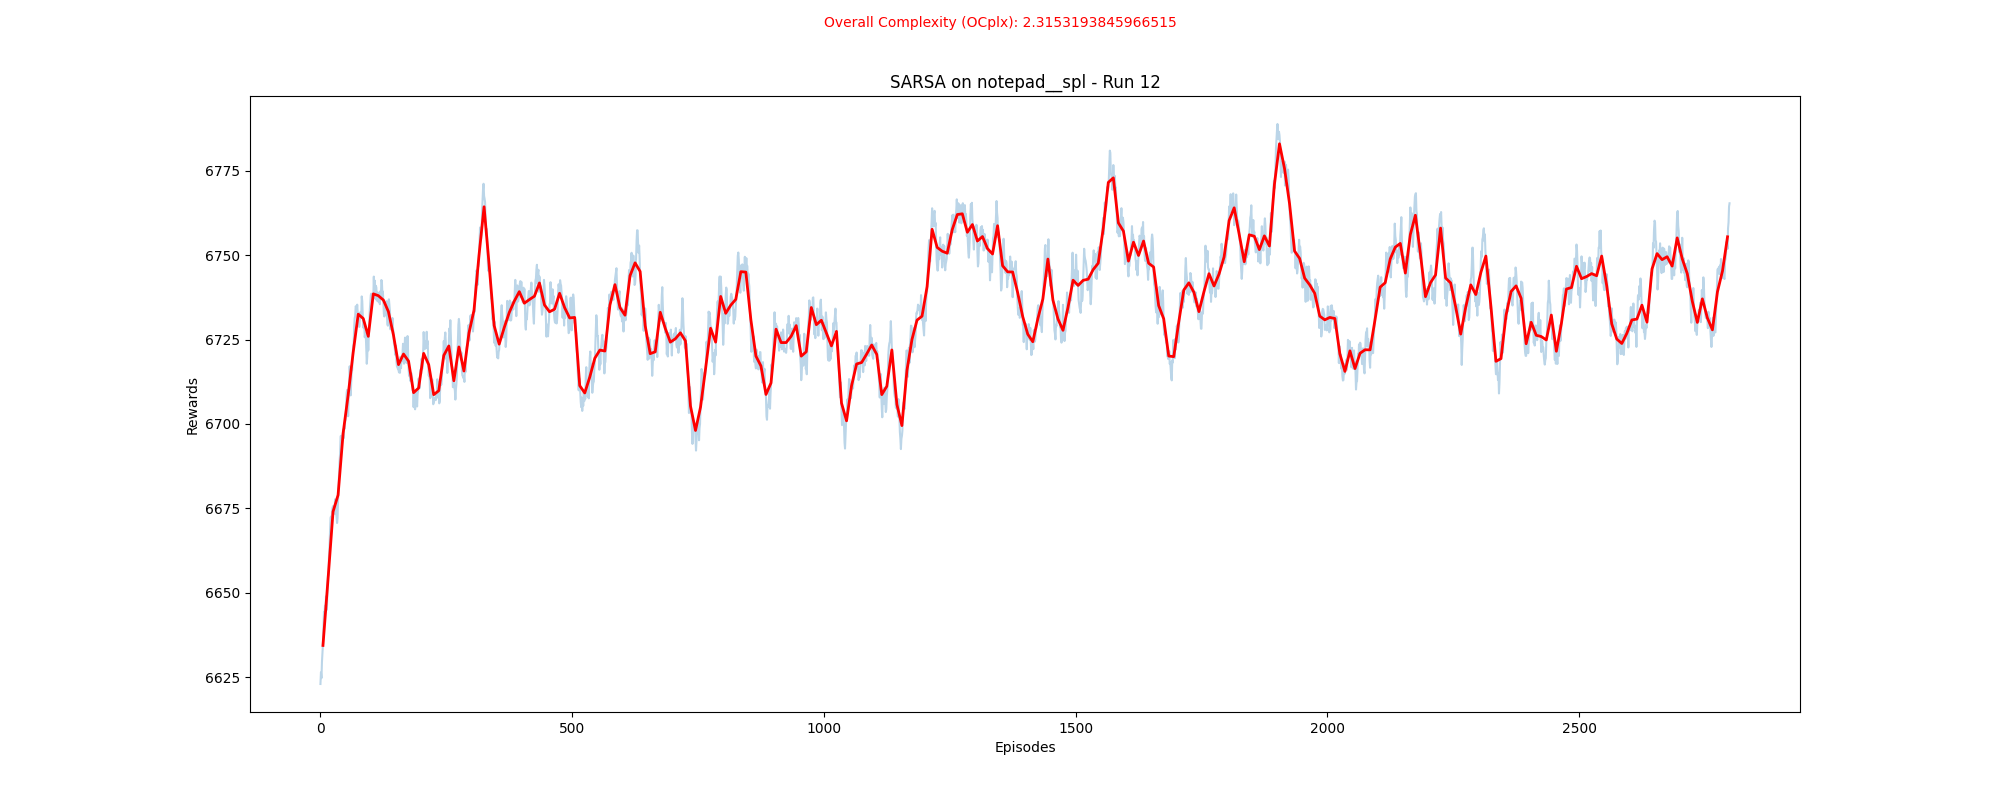 Overall Complexity (OCplx): 2.3153193845966515
SARSA on notepad__spl - Run 12
6775
6750
6725
6700
6675
6650
6625
Rewards
0 500 1000 1500 2000 2500
Episodes